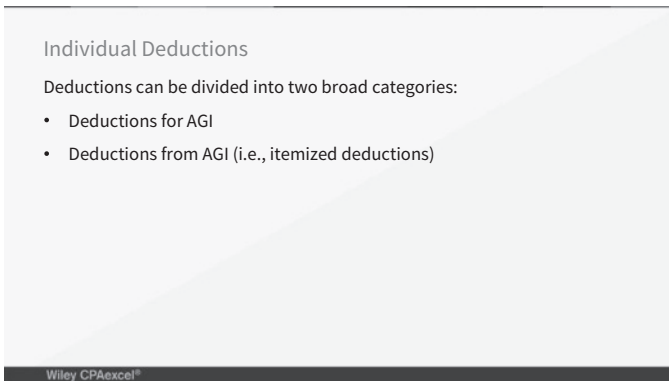 Individual Deductions
Deductions can be divided into two broad categories:
• Deductions for AGI
• Deductions from AGI (i.e., itemized deductions)
Wiley CPAexcel®